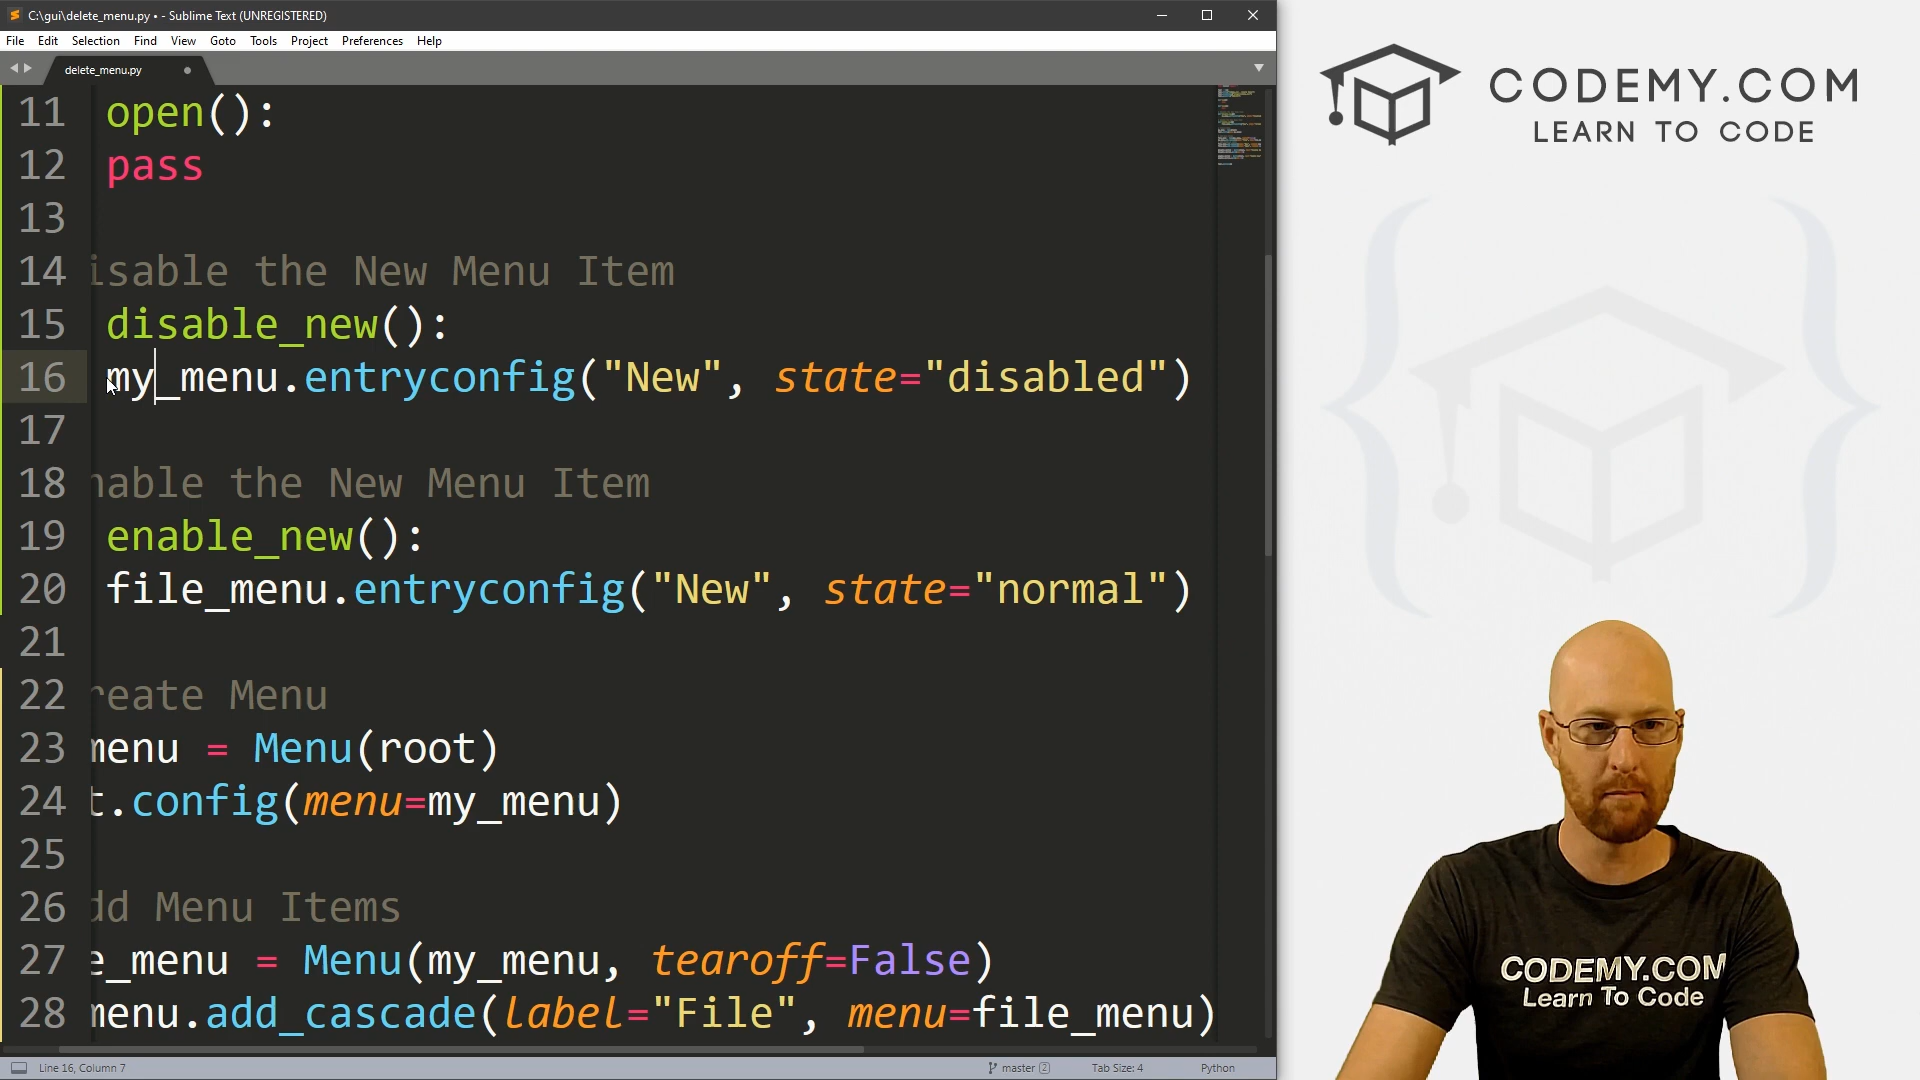 C:\gui\delete_menu.py • - Sublime Text (UNREGISTERED)
File Edit Selection Find View Goto Tools Project Preferences Help
delete_menu.py
11 open():
12 pass
13
14 isable the New Menu Item
15 disable_new():
16 my_menu.entryconfig("New", state="disabled")
17
18 nable the New Menu Item
19 enable_new():
20 file_menu.entryconfig("New", state="normal")
21
22 reate Menu
23 menu = Menu(root)
24 t.config(menu=my_menu)
25
26 dd Menu Items
27 e_menu = Menu(my_menu, tearoff=False)
28 menu.add_cascade(label="File", menu=file_menu)
Line 16, Column 7
master 2
Tab Size: 4
Python
CODEMY.COM
LEARN TO CODE
CODEMY.COM
Learn To Code